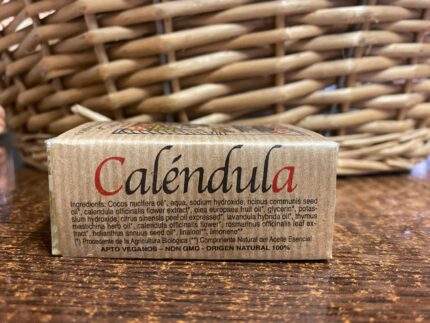 Caléndula
Ingredients: Cocos nucifera oil*, aqua, sodium hydroxide, ricinus communis seed
oil*, calendula officinalis flower extract*, olea europaea fruit oil*, glycerin*, potas-
sium hydroxide, citrus sinensis peel oil expressed*, lavandula hybrida oil*, thymus
mastichina herb oil*, calendula officinalis flower*, rosmarinus officinalis leaf ex-
tract*, helianthus annuus seed oil*, linalool**, limonene**
(*) Procedente de la Agricultura Biológica (**) Componente Natural del Aceite Esencial
APTO VEGANOS – NON GMO - ORIGEN NATURAL 100%